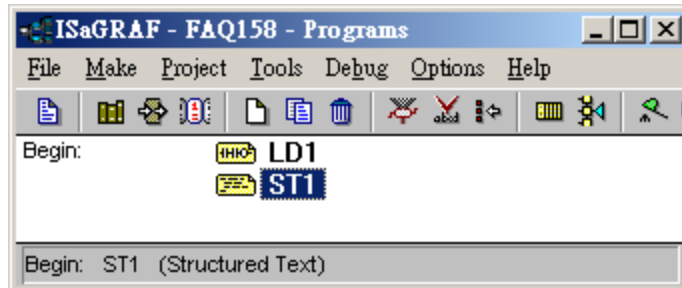 ISaGRAF - FAQ158 - Programs
File Make Project Tools Debug Options Help
Begin: LD1
ST1
Begin: ST1 (Structured Text)